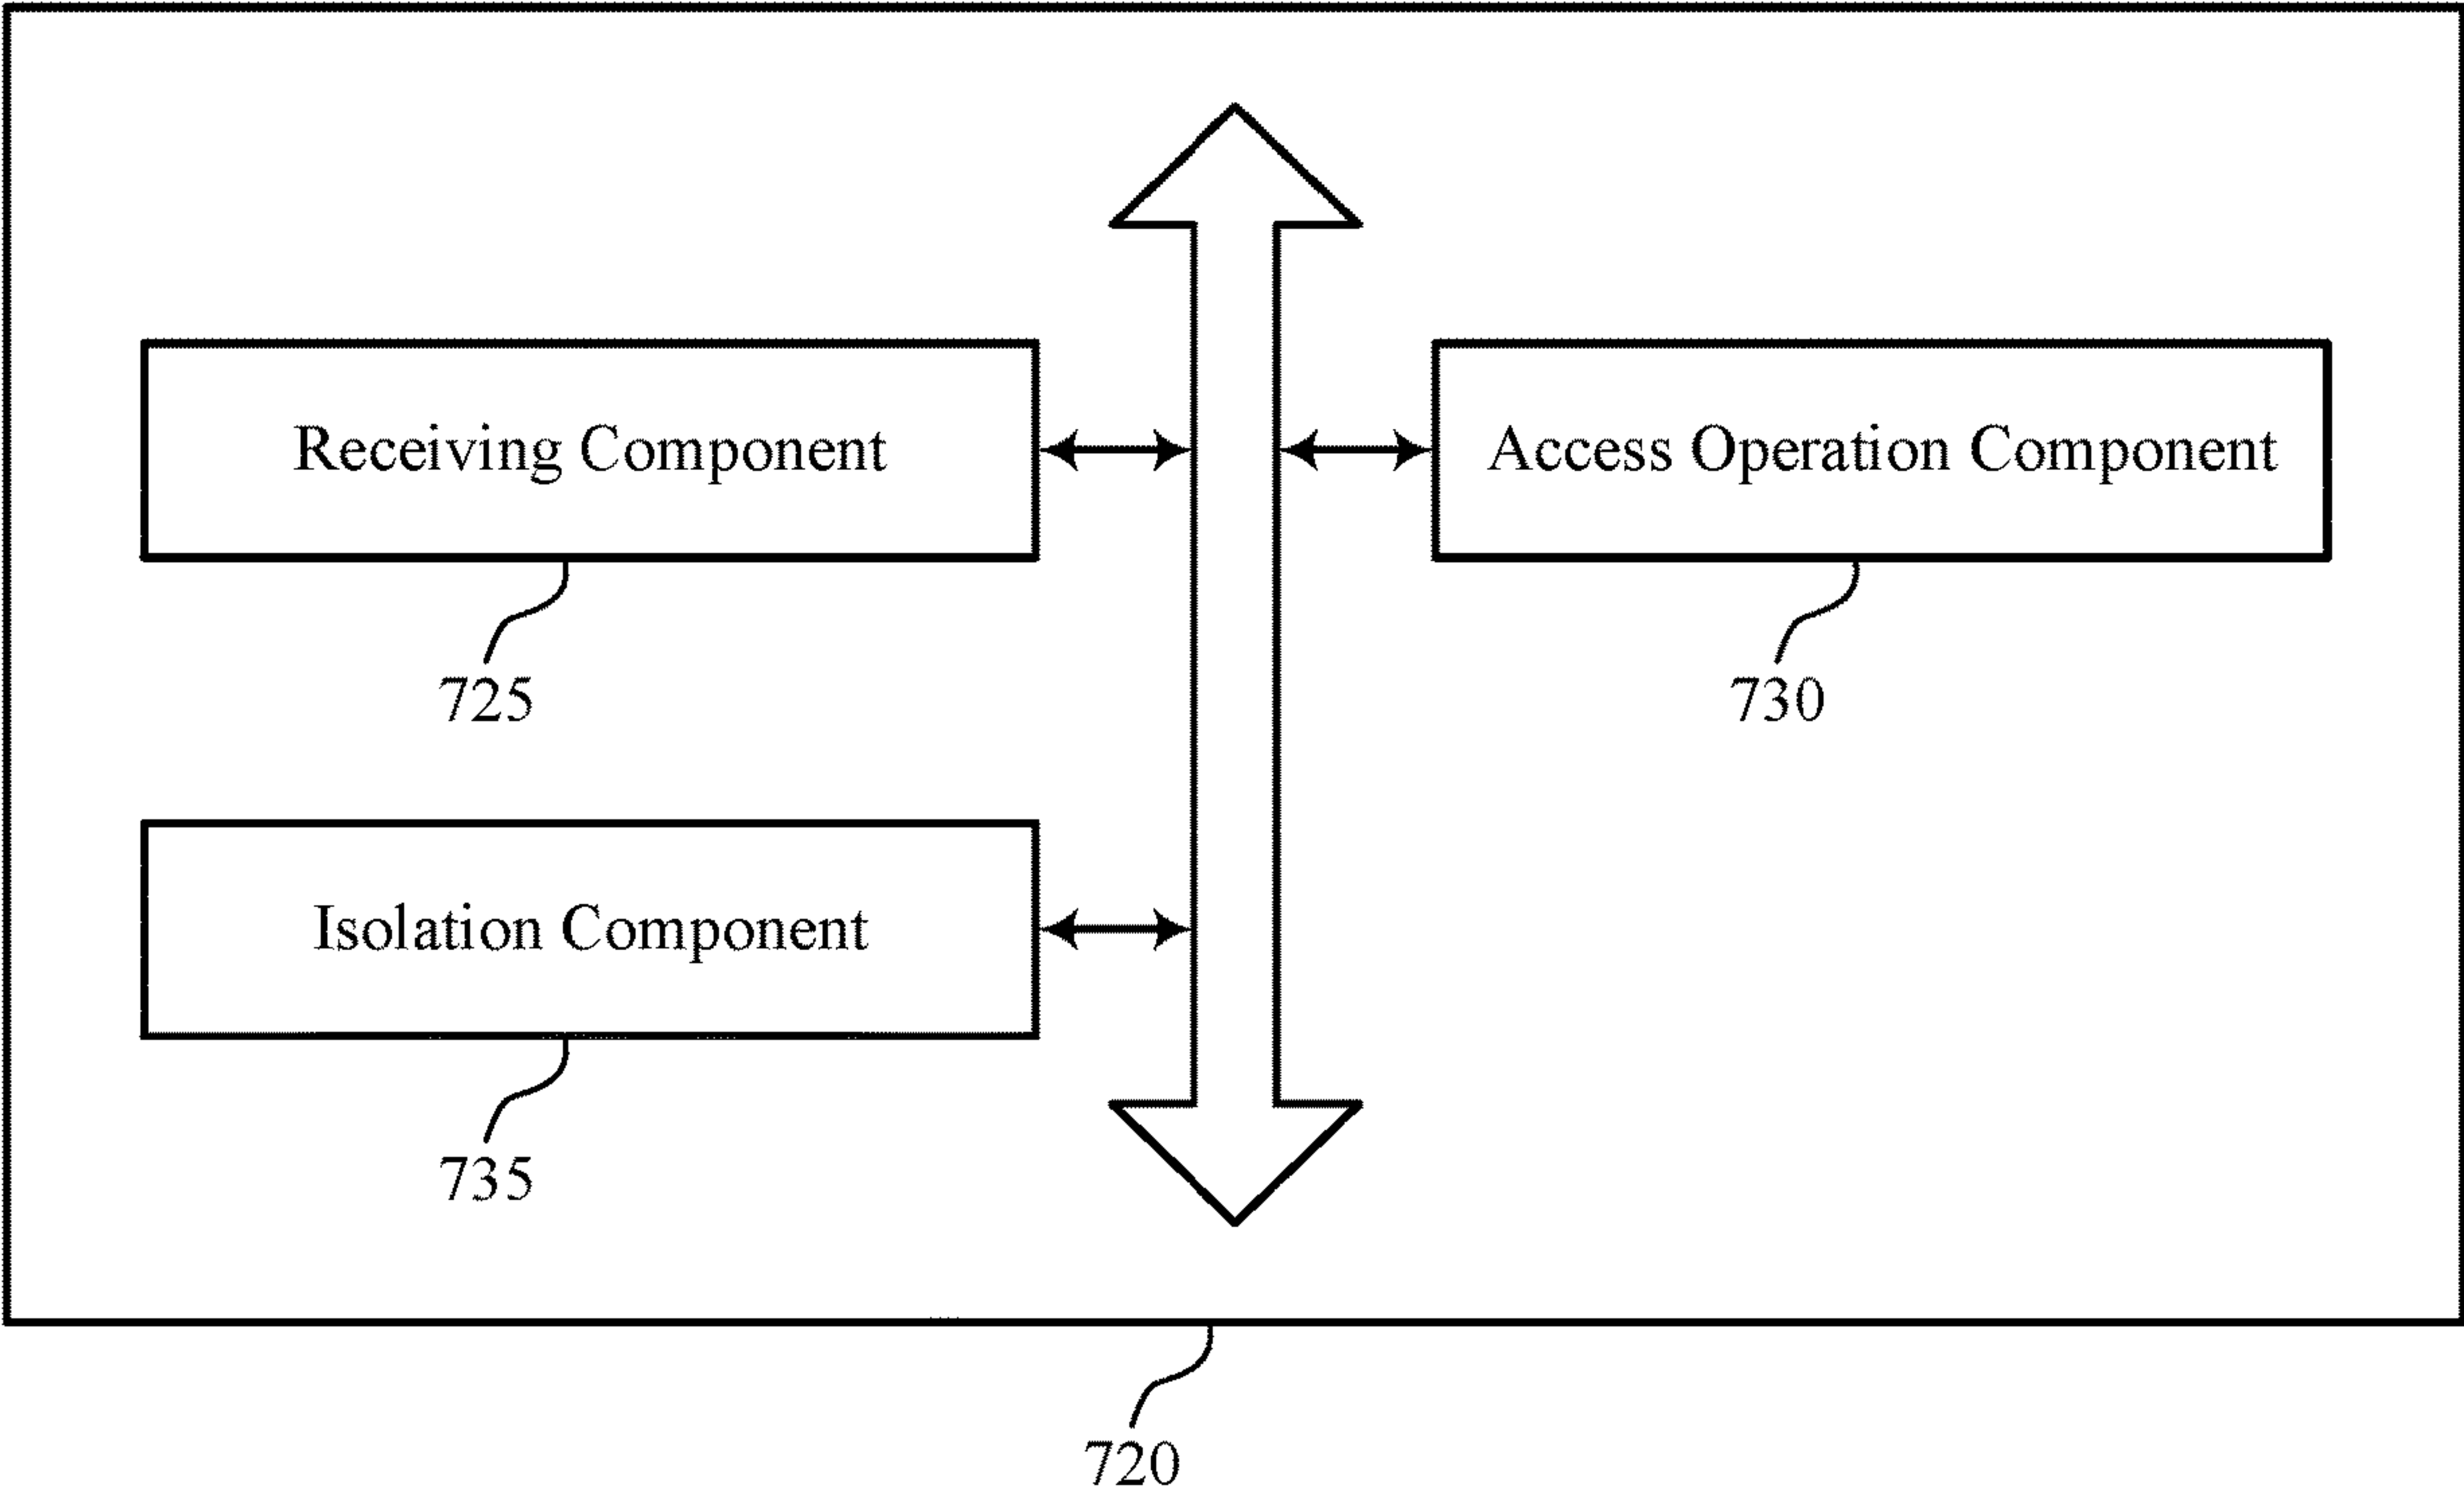 Receiving Component
Access Operation Component
725
730
Isolation Component
735
720